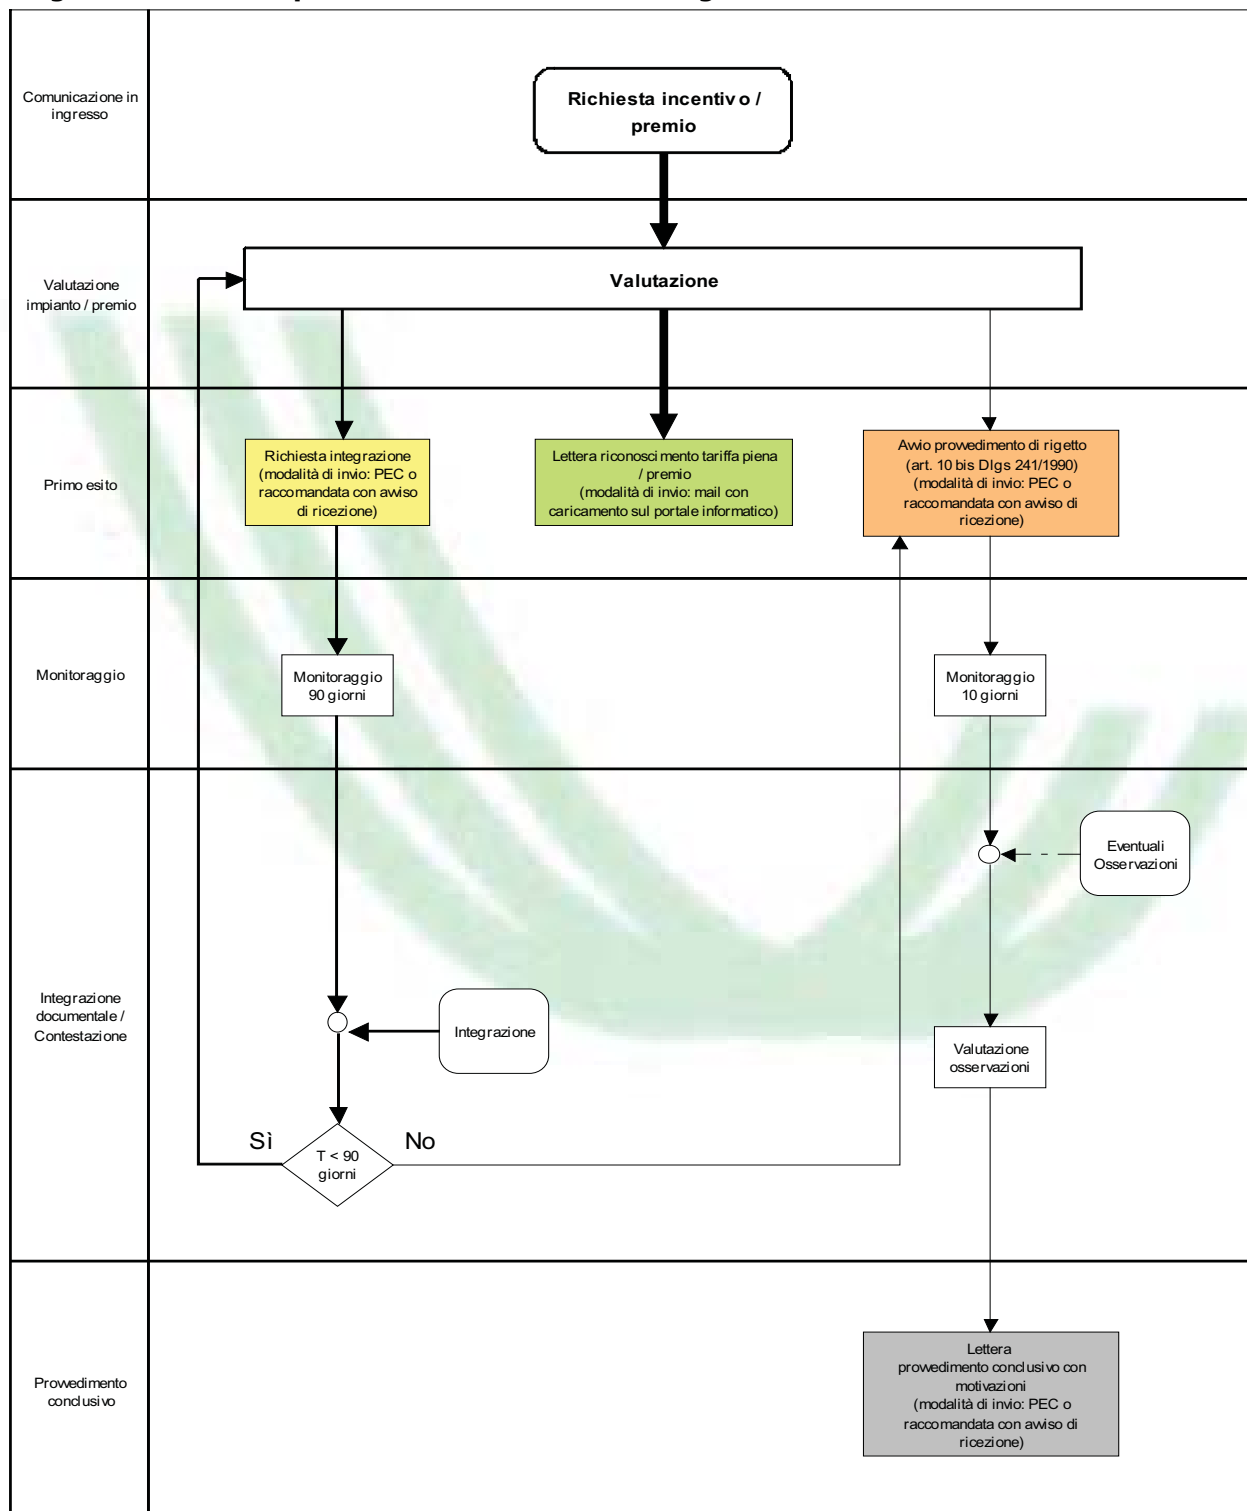 Comunicazione in
ingresso
Richiesta incentivo /
premio
Valutazione
impianto / premio
Valutazione
Primo esito
Richiesta integrazione
(modalità di invio: PEC o
raccomandata con avviso
di ricezione)
Lettera riconoscimento tariffa piena
/ premio
(modalità di invio: mail con
caricamento sul portale informatico)
Avvio provvedimento di rigetto
(art. 10 bis Dlgs 241/1990)
(modalità di invio: PEC o
raccomandata con avviso di
ricezione)
Monitoraggio
Monitoraggio
90 giorni
Monitoraggio
10 giorni
Eventuali
Osservazioni
Integrazione
documentale /
Contestazione
Integrazione
Valutazione
osservazioni
Sì
No
T < 90
giorni
Provvedimento
conclusivo
Lettera
provvedimento conclusivo con
motivazioni
(modalità di invio: PEC o
raccomandata con avviso di
ricezione)